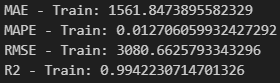 MAE - Train: 1561.8473895582329
MAPE - Train: 0.012706059932427292
RMSE - Train: 3080.6625793343296
R2 - Train: 0.9942230714701326